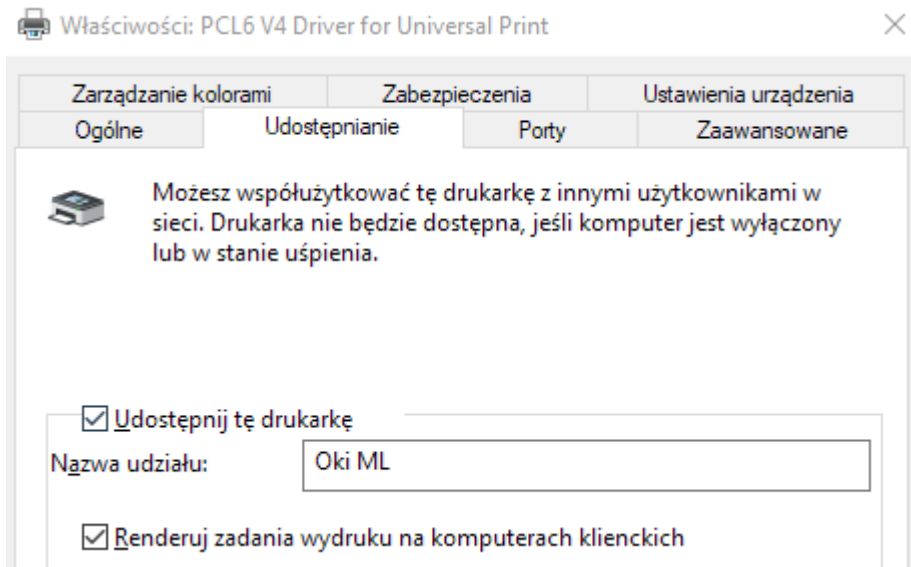 Właściwości: PCL6 V4 Driver for Universal Print
Zarządzanie kolorami Zabezpieczenia Ustawienia urządzenia
Ogólne Udostępnianie Porty Zaawansowane
Możesz współużytkować tę drukarkę z innymi użytkownikami w
sieci. Drukarka nie będzie dostępna, jeśli komputer jest wyłączony
lub w stanie uśpienia.
Udostępnij tę drukarkę
Nazwa udziału: Oki ML
Renderuj zadania wydruku na komputerach klienckich